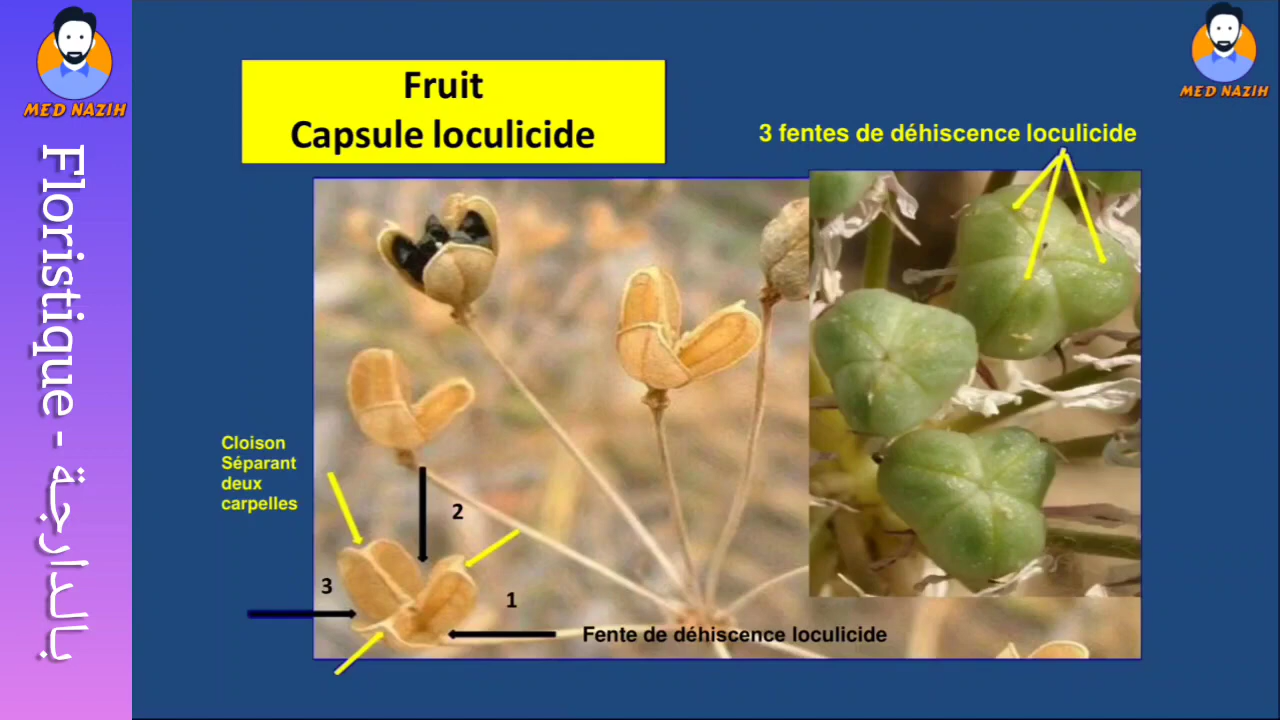 MED NAZIH
Floristique - بالدارجة
MED NAZIH
Fruit
Capsule loculicide
3 fentes de déhiscence loculicide
Cloison
Séparant
deux
carpelles
2
3
1
Fente de déhiscence loculicide